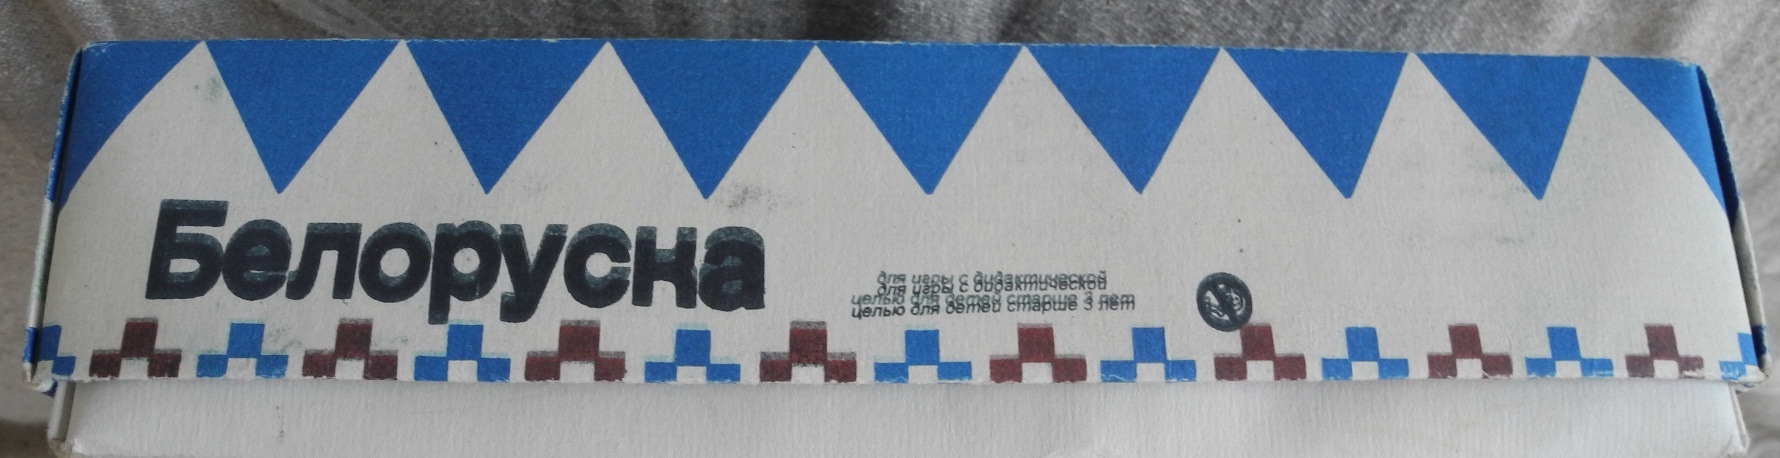 Белоруска
для игры с дидактической
целью для детей старше 3 лет